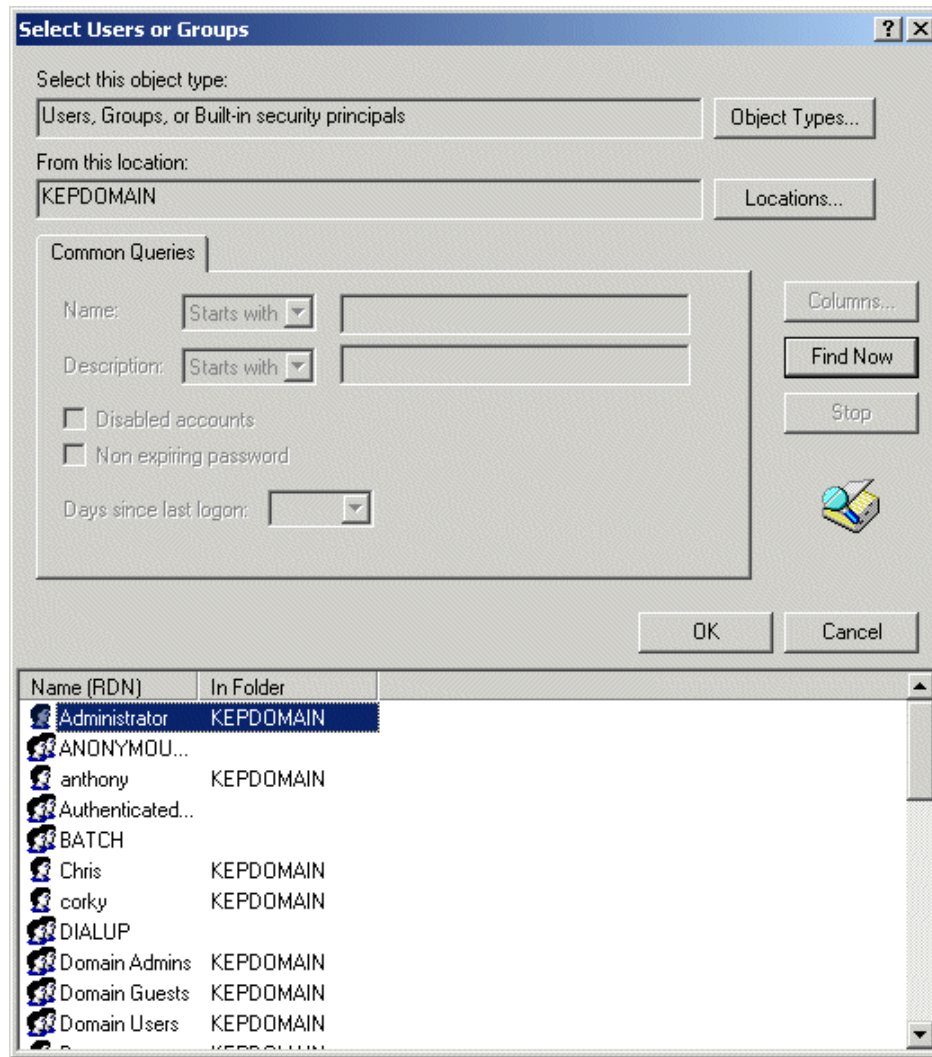 Select Users or Groups
Select this object type:
Users, Groups, or Built-in security principals
Object Types...
From this location:
KEPDOMAIN
Locations...
Common Queries
Name: Starts with
Columns...
Description: Starts with
Find Now
Disabled accounts
Stop
Non expiring password
Days since last logon:
OK Cancel
Name (RDN) In Folder
Administrator KEPDOMAIN
ANONYMOU...
anthony KEPDOMAIN
Authenticated...
BATCH
Chris KEPDOMAIN
corky KEPDOMAIN
DIALUP
Domain Admins KEPDOMAIN
Domain Guests KEPDOMAIN
Domain Users KEPDOMAIN